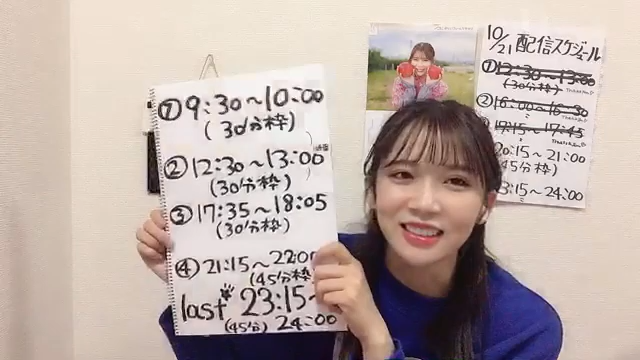 ①9:30~10:00
(30分枠)
②12:30~13:00
(30分枠)
③17:35~18:05
(30分枠)
④21:15~22:00
(45分枠)
last 23:15~
(45分) 24:00
10/21 配信スケジュール
①12:30~13:00
(30分枠)
②16:00~16:30
17:15~17:45
20:15~21:00
(45分枠)
23:15~24:00